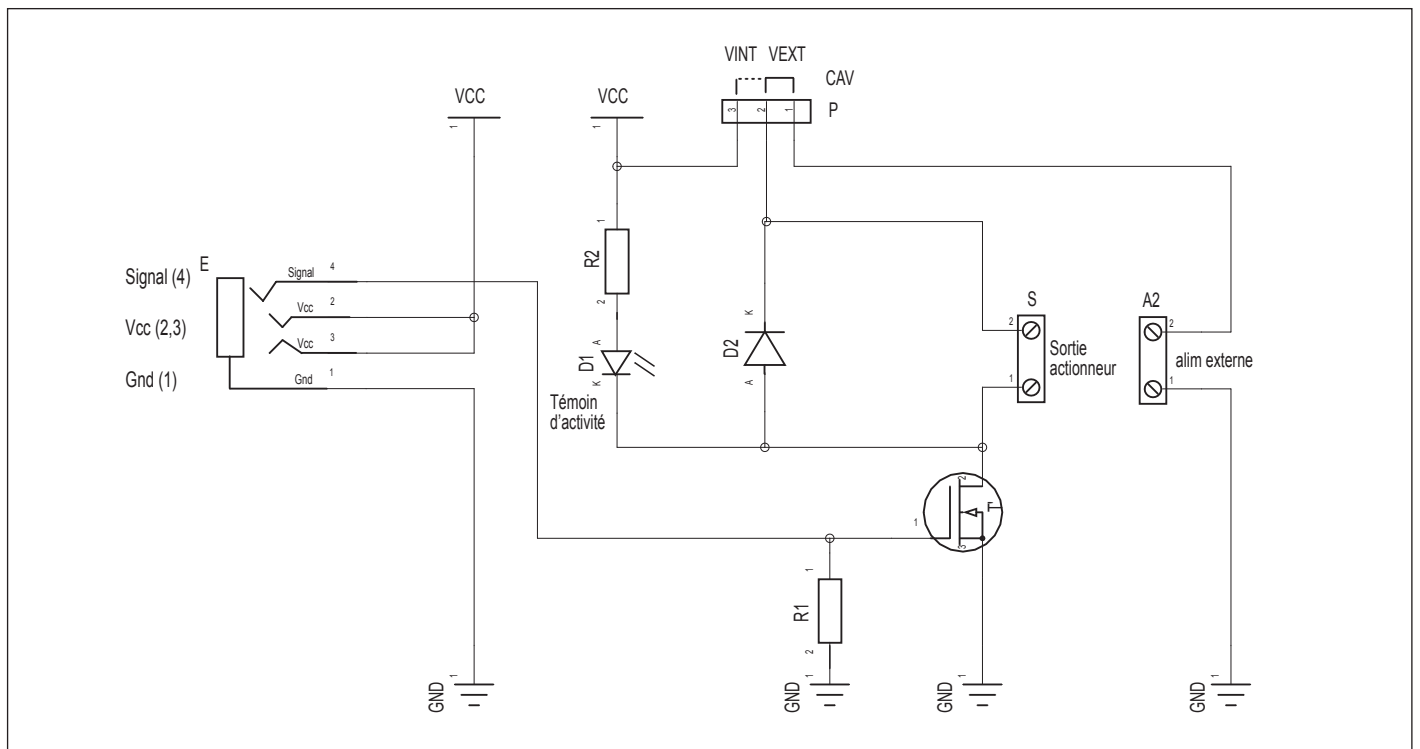 VINT VEXT
CAV
P
3 2 1
VCC
1
VCC
1
E
Signal (4)
Vcc (2,3)
Gnd (1)
Signal 4
Vcc 2
Vcc 3
Gnd 1
1
R2
2
A
D1
K
Témoin
d'activité
K
D2
A
S
2
1
Sortie
actionneur
A2
2
1
alim externe
1
2
T
3
1
R1
2
GND 1
GND 1
GND 1
GND 1